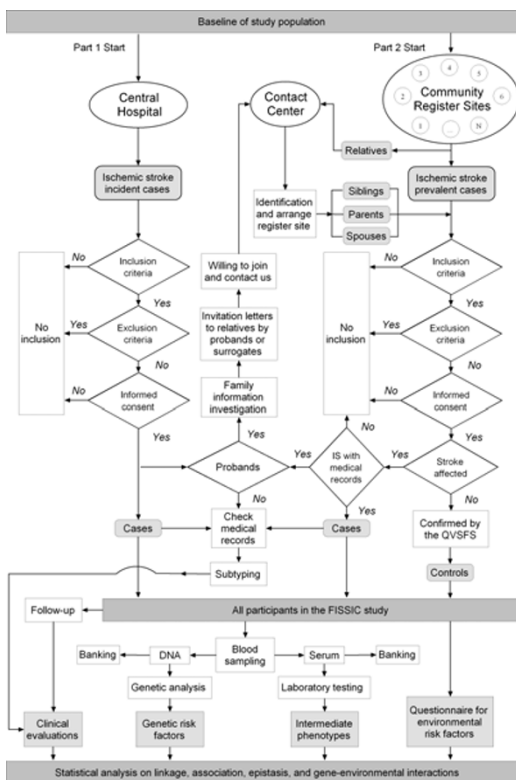 Baseline of study population
Part 1 Start
Part 2 Start
Central
Hospital
Contact
Center
3
4
5
2
6
Community
Register Sites
1
...
N
Relatives
Ischemic stroke
incident cases
Ischemic stroke
prevalent cases
Identification
and arrange
register site
Siblings
Parents
Spouses
No
Inclusion
criteria
Yes
No
inclusion
Yes
Exclusion
criteria
No
No
Informed
consent
Yes
Willing to join
and contact us
Invitation letters
to relatives by
probands or
surrogates
Family
information
investigation
Yes
Probands
No
No
Inclusion
criteria
Yes
No
inclusion
Yes
Exclusion
criteria
No
No
Informed
consent
Yes
No
Yes
IS with
medical
records
Yes
Yes
Stroke
affected
No
Cases
Check
medical
records
Cases
Confirmed by
the QVSFS
Subtyping
Controls
Follow-up
All participants in the FISSIC study
Banking
DNA
Blood
sampling
Serum
Banking
Genetic analysis
Laboratory testing
Clinical
evaluations
Genetic risk
factors
Intermediate
phenotypes
Questionnaire for
environmental
risk factors
Statistical analysis on linkage, association, epistasis, and gene-environmental interactions